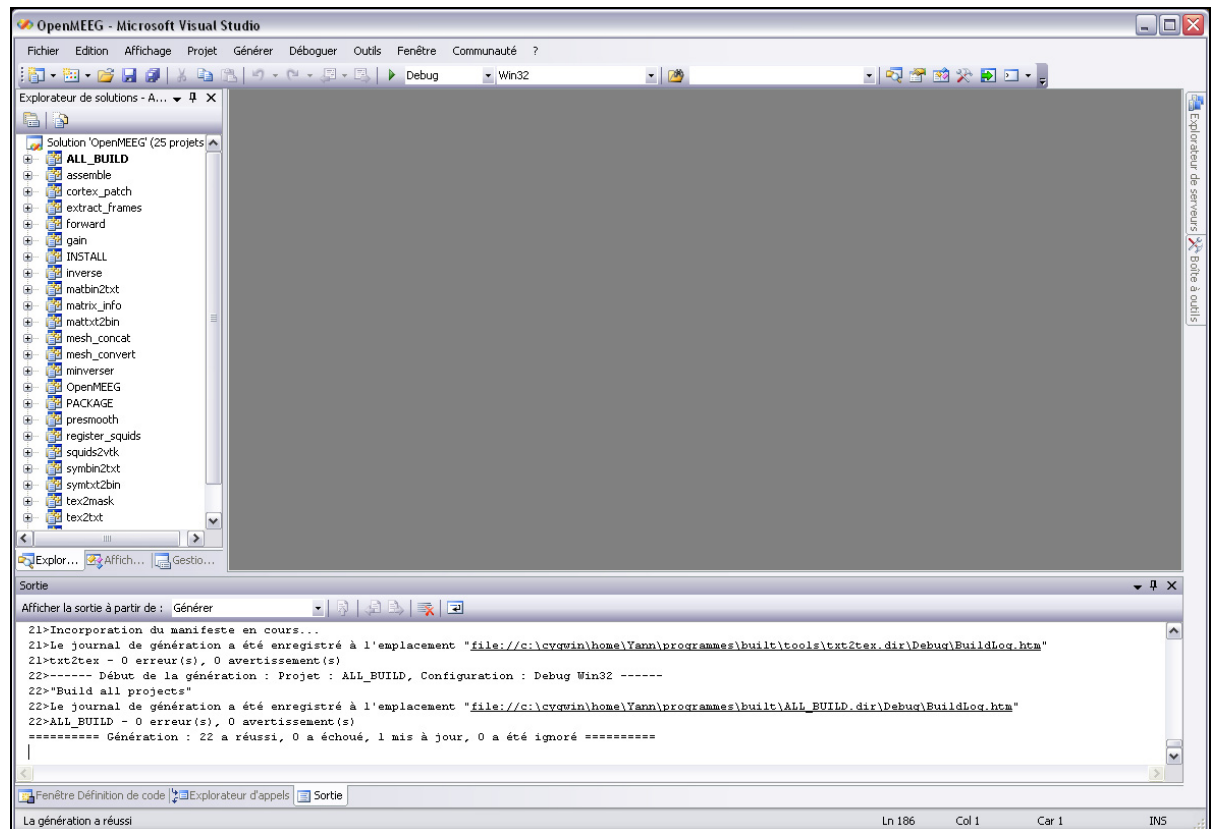 OpenMEEG - Microsoft Visual Studio
Fichier Edition Affichage Projet Générer Déboguer Outils Fenêtre Communauté ?
Debug Win32
Explorateur de solutions - A...
Solution 'OpenMEEG' (25 projets
ALL_BUILD
assemble
cortex_patch
extract_frames
forward
gain
INSTALL
inverse
matbin2txt
matrix_info
mattxt2bin
mesh_concat
mesh_convert
minverser
OpenMEEG
PACKAGE
presmooth
register_squids
squids2vtk
symbin2txt
symtxt2bin
tex2mask
tex2txt
Explor... Affich... Gestio...
Explorateur de serveurs
Boîte à outils
Sortie
Afficher la sortie à partir de : Générer
21>Incorporation du manifeste en cours...
21>Le journal de génération a été enregistré à l'emplacement "file://c:\cygwin\home\Yann\programmes\built\tools\txt2tex.dir\Debug\BuildLog.htm"
21>txt2tex - 0 erreur(s), 0 avertissement(s)
22>------ Début de la génération : Projet : ALL_BUILD, Configuration : Debug Win32 ------
22>"Build all projects"
22>Le journal de génération a été enregistré à l'emplacement "file://c:\cygwin\home\Yann\programmes\built\ALL_BUILD.dir\Debug\BuildLog.htm"
22>ALL_BUILD - 0 erreur(s), 0 avertissement(s)
========== Génération : 22 a réussi, 0 a échoué, 1 mis à jour, 0 a été ignoré ==========
Fenêtre Définition de code Explorateur d'appels Sortie
La génération a réussi Ln 186 Col 1 Car 1 INS